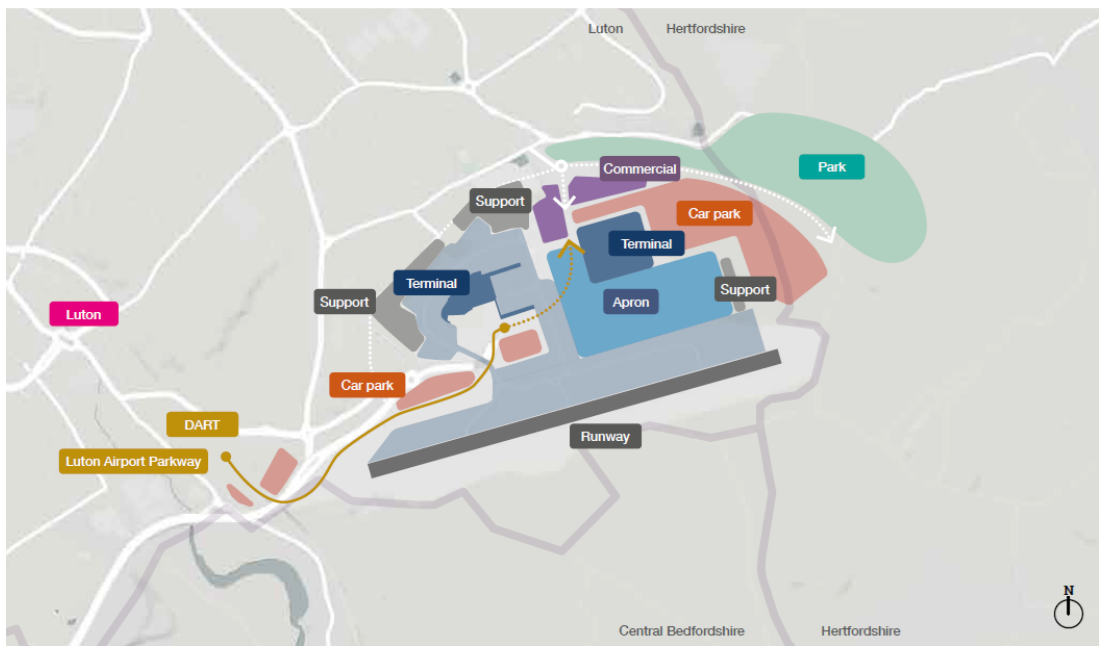 Luton
Hertfordshire
Commercial
Park
Support
Car park
Terminal
Terminal
Support
Support
Apron
Luton
Car park
DART
Runway
Luton Airport Parkway
N
Central Bedfordshire
Hertfordshire